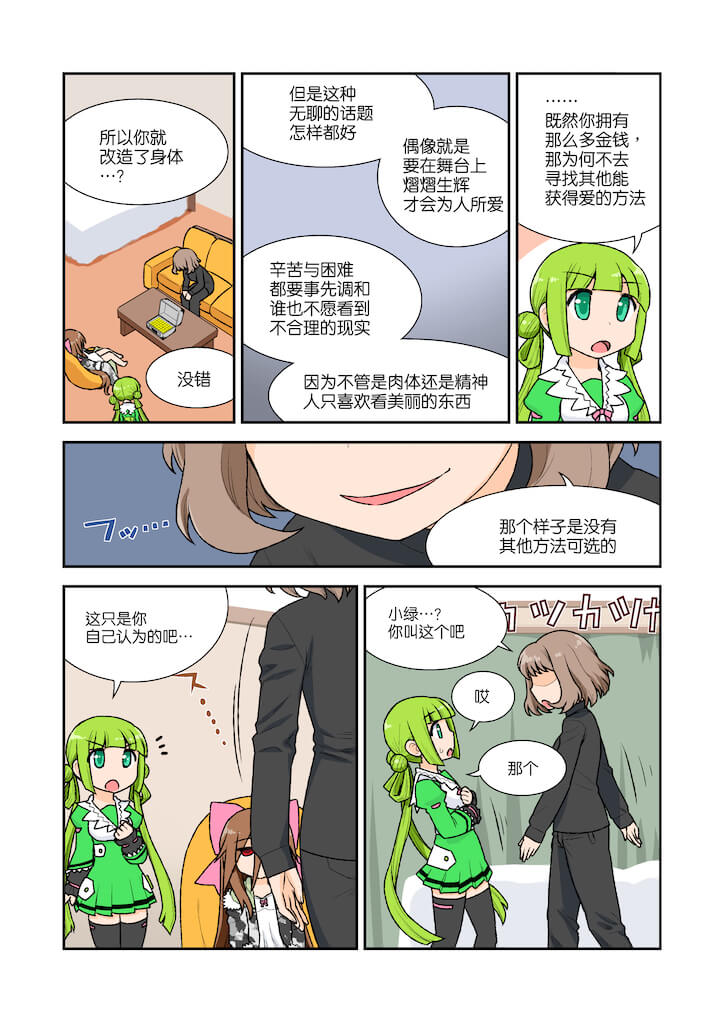 ……
既然你拥有
那么多金钱，
那为何不去
寻找其他能
获得爱的方法
但是这种
无聊的话题
怎样都好
偶像就是
要在舞台上
熠熠生辉
才会为人所爱
辛苦与困难
都要事先调和
谁也不愿看到
不合理的现实
因为不管是肉体还是精神
人只喜欢看美丽的东西
所以你就
改造了身体
…?
没错
那个样子是没有
其他方法可选的
フッ…
小绿…?
你叫这个吧
カツカツカツ
哎
那个
这只是你
自己认为的吧…